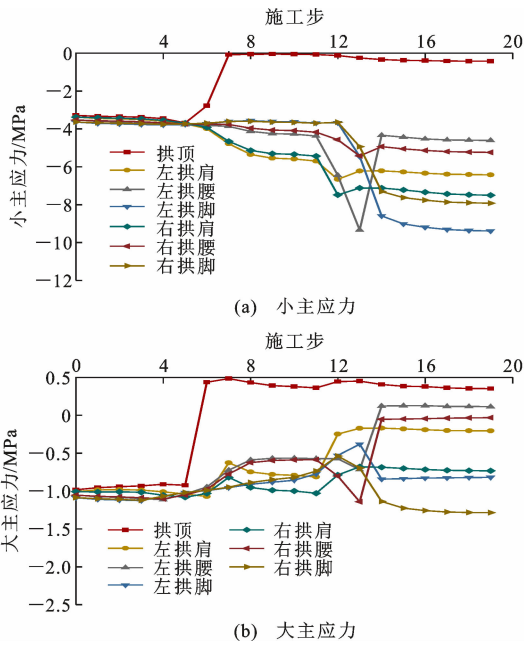 施工步
0 4 8 12 16 20
0
−2
−4
−6
−8
−10
−12
小主应力/MPa
拱顶
左拱肩
左拱腰
左拱脚
右拱肩
右拱腰
右拱脚
(a) 小主应力
施工步
0 4 8 12 16 20
0.5
0
−0.5
−1.0
−1.5
−2.0
−2.5
大主应力/MPa
拱顶 右拱肩
左拱肩 右拱腰
左拱腰 右拱脚
左拱脚
(b) 大主应力